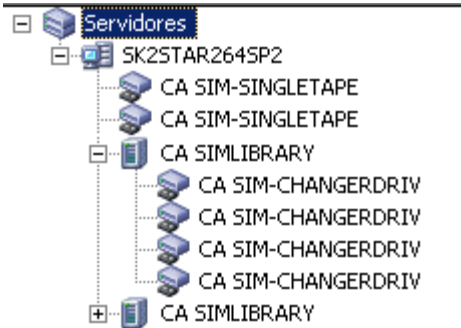 Servidores
SK2STAR264SP2
CA SIM-SINGLETAPE
CA SIM-SINGLETAPE
CA SIMLIBRARY
CA SIM-CHANGERDRIV
CA SIM-CHANGERDRIV
CA SIM-CHANGERDRIV
CA SIM-CHANGERDRIV
CA SIMLIBRARY